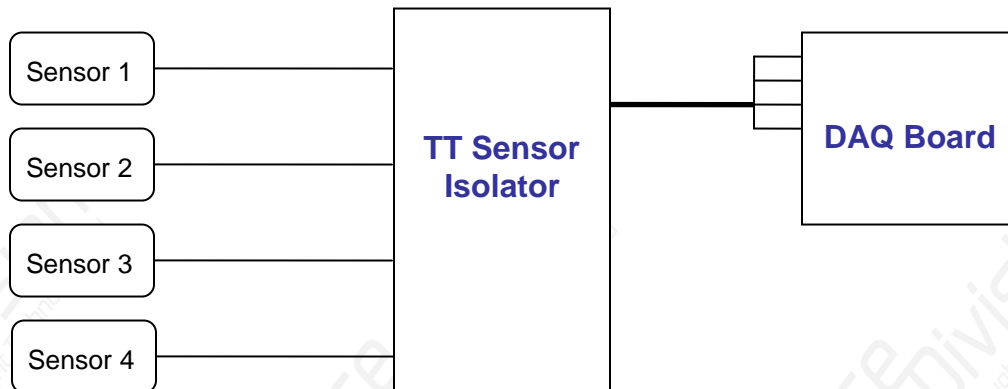 Sensor 1
Sensor 2
Sensor 3
Sensor 4
TT Sensor
Isolator
DAQ Board